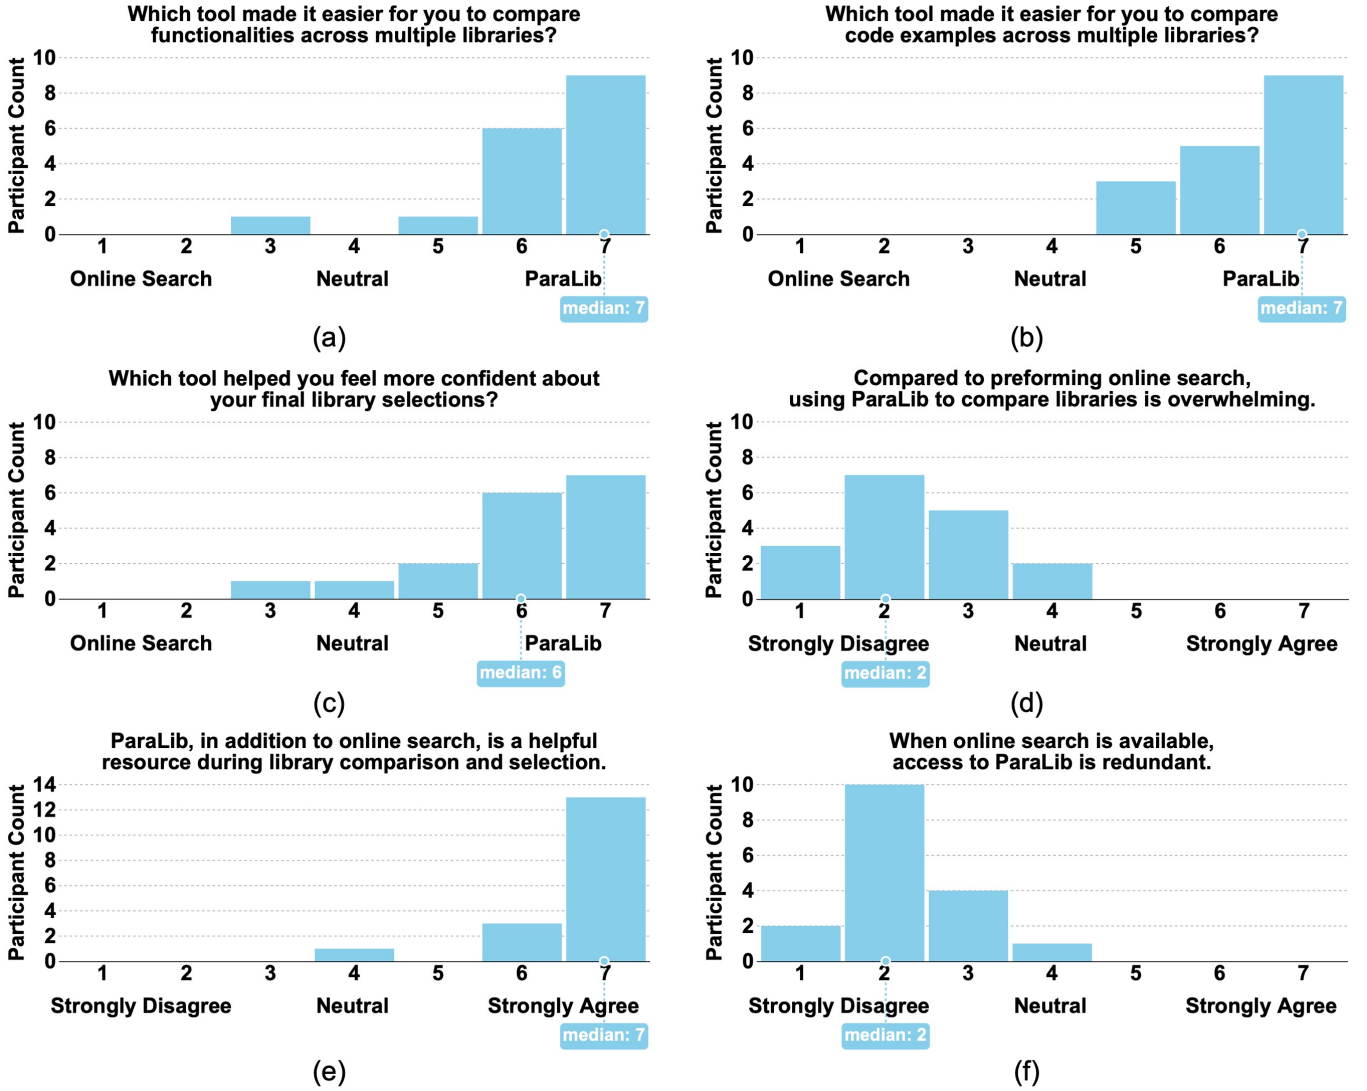 Which tool made it easier for you to compare
functionalities across multiple libraries?
Participant Count
10
8
6
4
2
0
1 2 3 4 5 6 7
Online Search Neutral ParaLib
median: 7
(a)
Which tool made it easier for you to compare
code examples across multiple libraries?
Participant Count
10
8
6
4
2
0
1 2 3 4 5 6 7
Online Search Neutral ParaLib
median: 7
(b)
Which tool helped you feel more confident about
your final library selections?
Participant Count
10
8
6
4
2
0
1 2 3 4 5 6 7
Online Search Neutral ParaLib
median: 6
(c)
Compared to preforming online search,
using ParaLib to compare libraries is overwhelming.
Participant Count
10
8
6
4
2
0
1 2 3 4 5 6 7
Strongly Disagree Neutral Strongly Agree
median: 2
(d)
ParaLib, in addition to online search, is a helpful
resource during library comparison and selection.
Participant Count
14
12
10
8
6
4
2
0
1 2 3 4 5 6 7
Strongly Disagree Neutral Strongly Agree
median: 7
(e)
When online search is available,
access to ParaLib is redundant.
Participant Count
10
8
6
4
2
0
1 2 3 4 5 6 7
Strongly Disagree Neutral Strongly Agree
median: 2
(f)